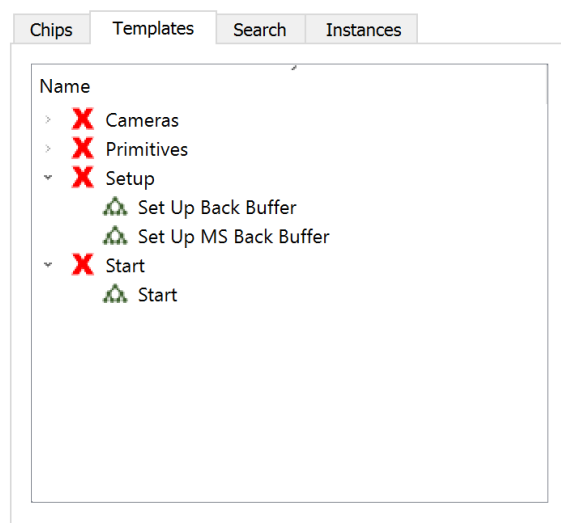 Chips Templates Search Instances
Name
Cameras
Primitives
Setup
Set Up Back Buffer
Set Up MS Back Buffer
Start
Start